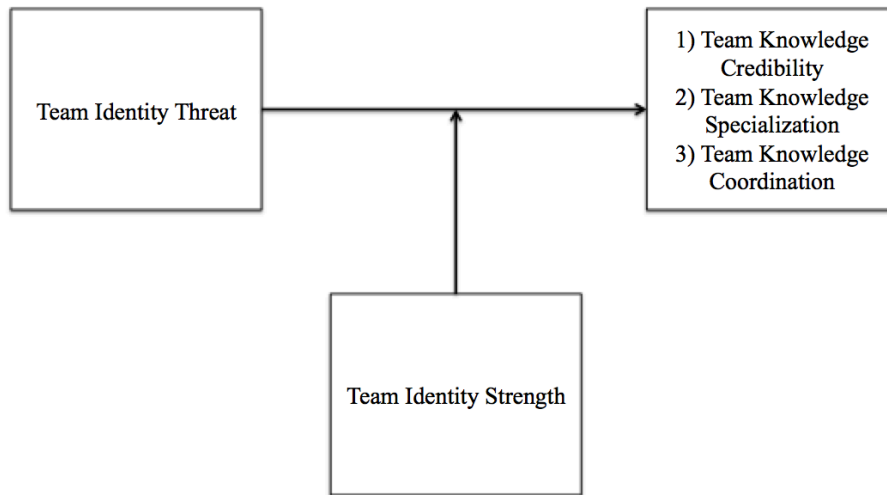 Team Identity Threat
1) Team Knowledge
Credibility
2) Team Knowledge
Specialization
3) Team Knowledge
Coordination
Team Identity Strength